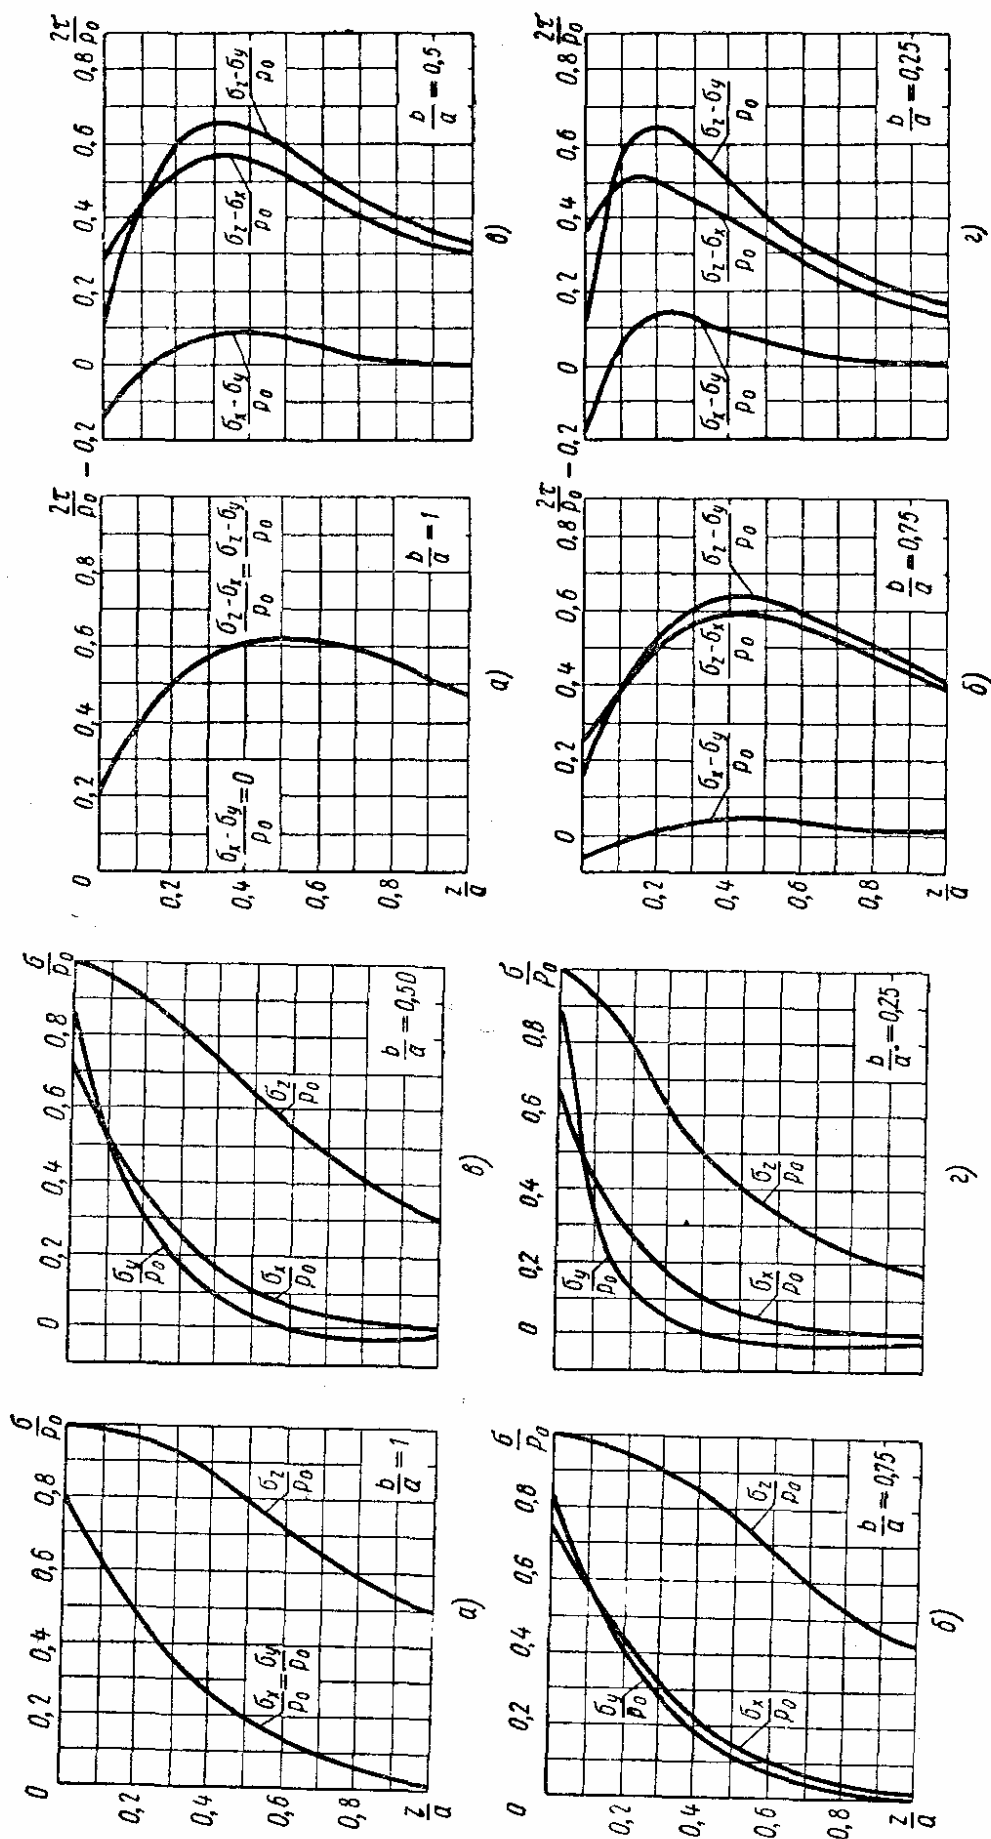 0 0,2 0,4 0,6 0,8 σ/p₀
0,2
0,4
0,6
0,8
z/a
σx/p₀ = σy/p₀
σz/p₀
b/a = 1
а)
0 0,2 0,4 0,6 0,8 σ/p₀
σy/p₀
σx/p₀
σz/p₀
b/a = 0,50
в)
0 0,2 0,4 0,6 0,8 2τ/p₀
0,2
0,4
0,6
0,8
z/a
σx-σy/p₀ = 0
σz-σx/p₀ = σz-σy/p₀
b/a = 1
а)
-0,2 0 0,2 0,4 0,6 0,8 2τ/p₀
σx-σy/p₀
σz-σx/p₀
σz-σy/p₀
b/a = 0,5
в)
0 0,2 0,4 0,6 0,8 σ/p₀
0,2
0,4
0,6
0,8
z/a
σy/p₀
σx/p₀
σz/p₀
b/a = 0,75
б)
0 0,2 0,4 0,6 0,8 σ/p₀
σy/p₀
σx/p₀
σz/p₀
b/a = 0,25
г)
0 0,2 0,4 0,6 0,8 2τ/p₀
0,2
0,4
0,6
0,8
z/a
σx-σy/p₀
σz-σx/p₀
σz-σy/p₀
b/a = 0,75
б)
-0,2 0 0,2 0,4 0,6 0,8 2τ/p₀
σx-σy/p₀
σz-σx/p₀
σz-σy/p₀
b/a = 0,25
г)